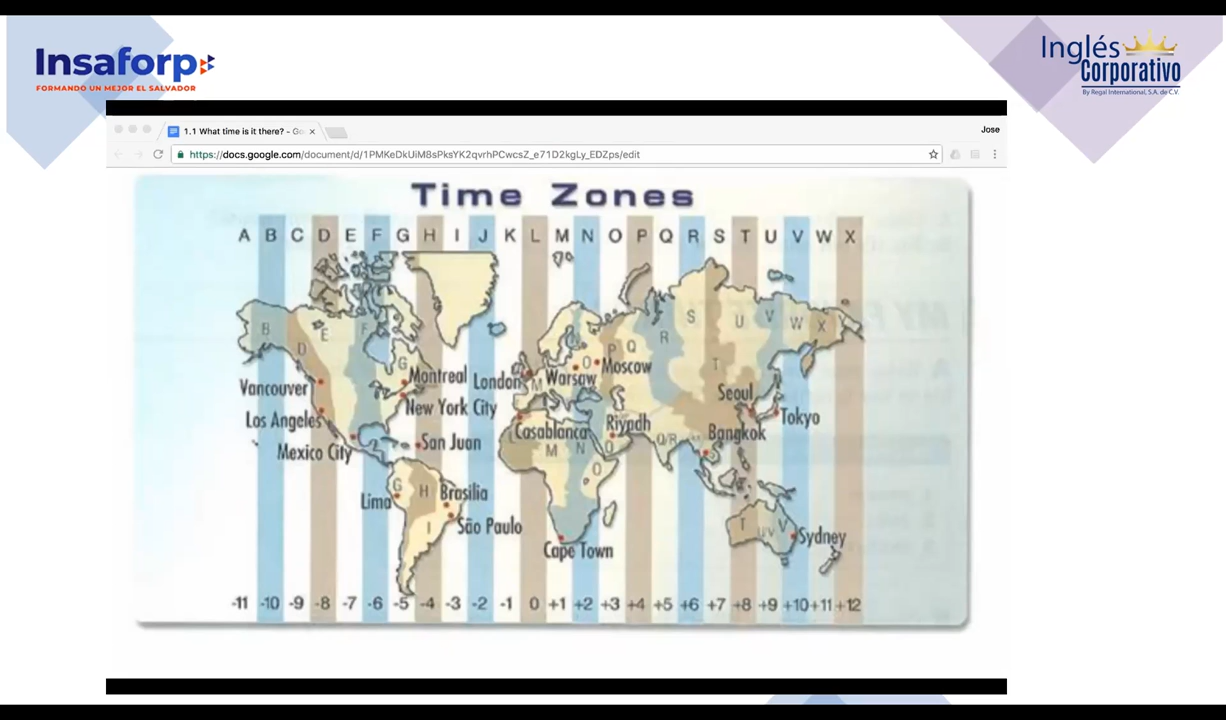 Insaforp
FORMANDO UN MEJOR EL SALVADOR
Inglés
Corporativo
By Regal International, S.A. de C.V.
1.1 What time is it there? - Go
Jose
https://docs.google.com/document/d/1PMKeDkUiM8sPksYK2qvrhPCwcsZ_e71D2kgLy_EDZps/edit
Time Zones
A B C D E F G H I J K L M N O P Q R S T U V W X
B D E F G
N O P Q R S T U V W X
Vancouver
Montreal
London
M
Warsaw
Moscow
Los Angeles
New York City
Seoul
Tokyo
Mexico City
San Juan
Casablanca
Riyadh
Bangkok
M N O Q Q/R
Lima
G H I
Brasilia
São Paulo
Cape Town
T UV V
Sydney
-11 -10 -9 -8 -7 -6 -5 -4 -3 -2 -1 0 +1 +2 +3 +4 +5 +6 +7 +8 +9 +10 +11 +12